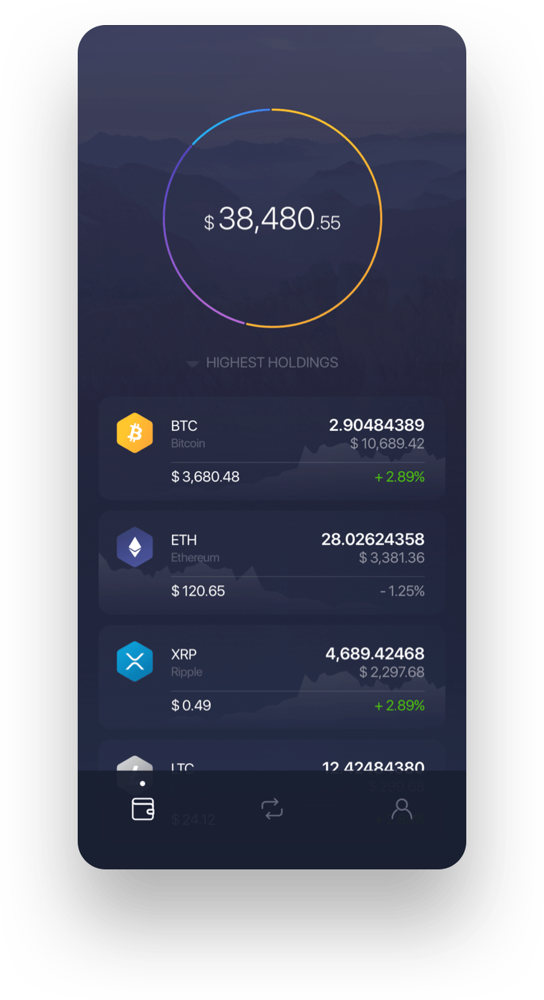 $ 38,480.55
HIGHEST HOLDINGS
BTC 2.90484389
Bitcoin $ 10,689.42
$ 3,680.48 + 2.89%
ETH 28.02624358
Ethereum $ 3,381.36
$ 120.65 - 1.25%
XRP 4,689.42468
Ripple $ 2,297.68
$ 0.49 + 2.89%
LTC 12.42484380
$ 299.68
$ 24.12